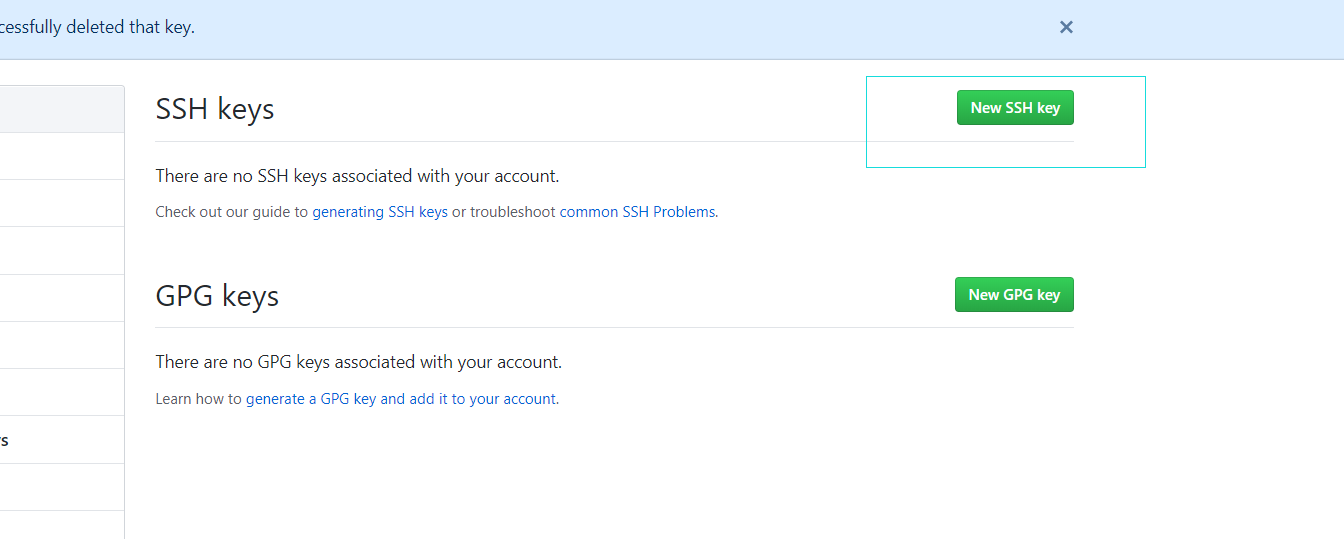 deleted that key.
SSH keys
New SSH key
There are no SSH keys associated with your account.
Check out our guide to generating SSH keys or troubleshoot common SSH Problems.
GPG keys
New GPG key
There are no GPG keys associated with your account.
Learn how to generate a GPG key and add it to your account.